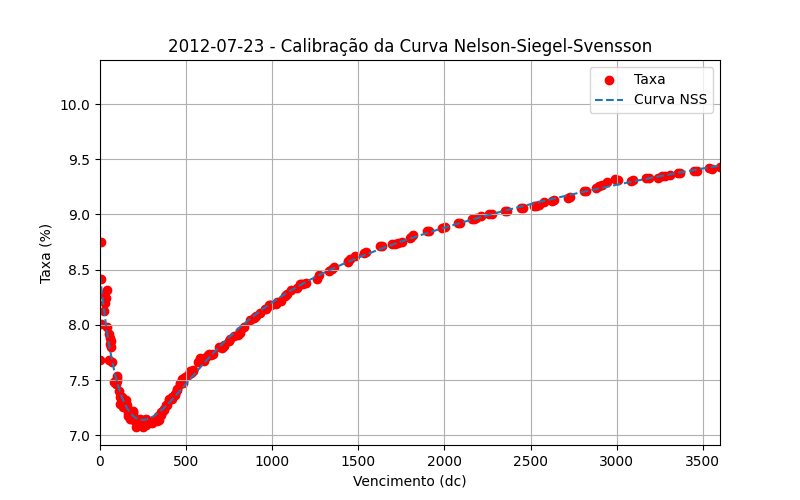 2012-07-23 - Calibração da Curva Nelson-Siegel-Svensson
Taxa
Curva NSS
Taxa (%)
10.0
9.5
9.0
8.5
8.0
7.5
7.0
0 500 1000 1500 2000 2500 3000 3500
Vencimento (dc)